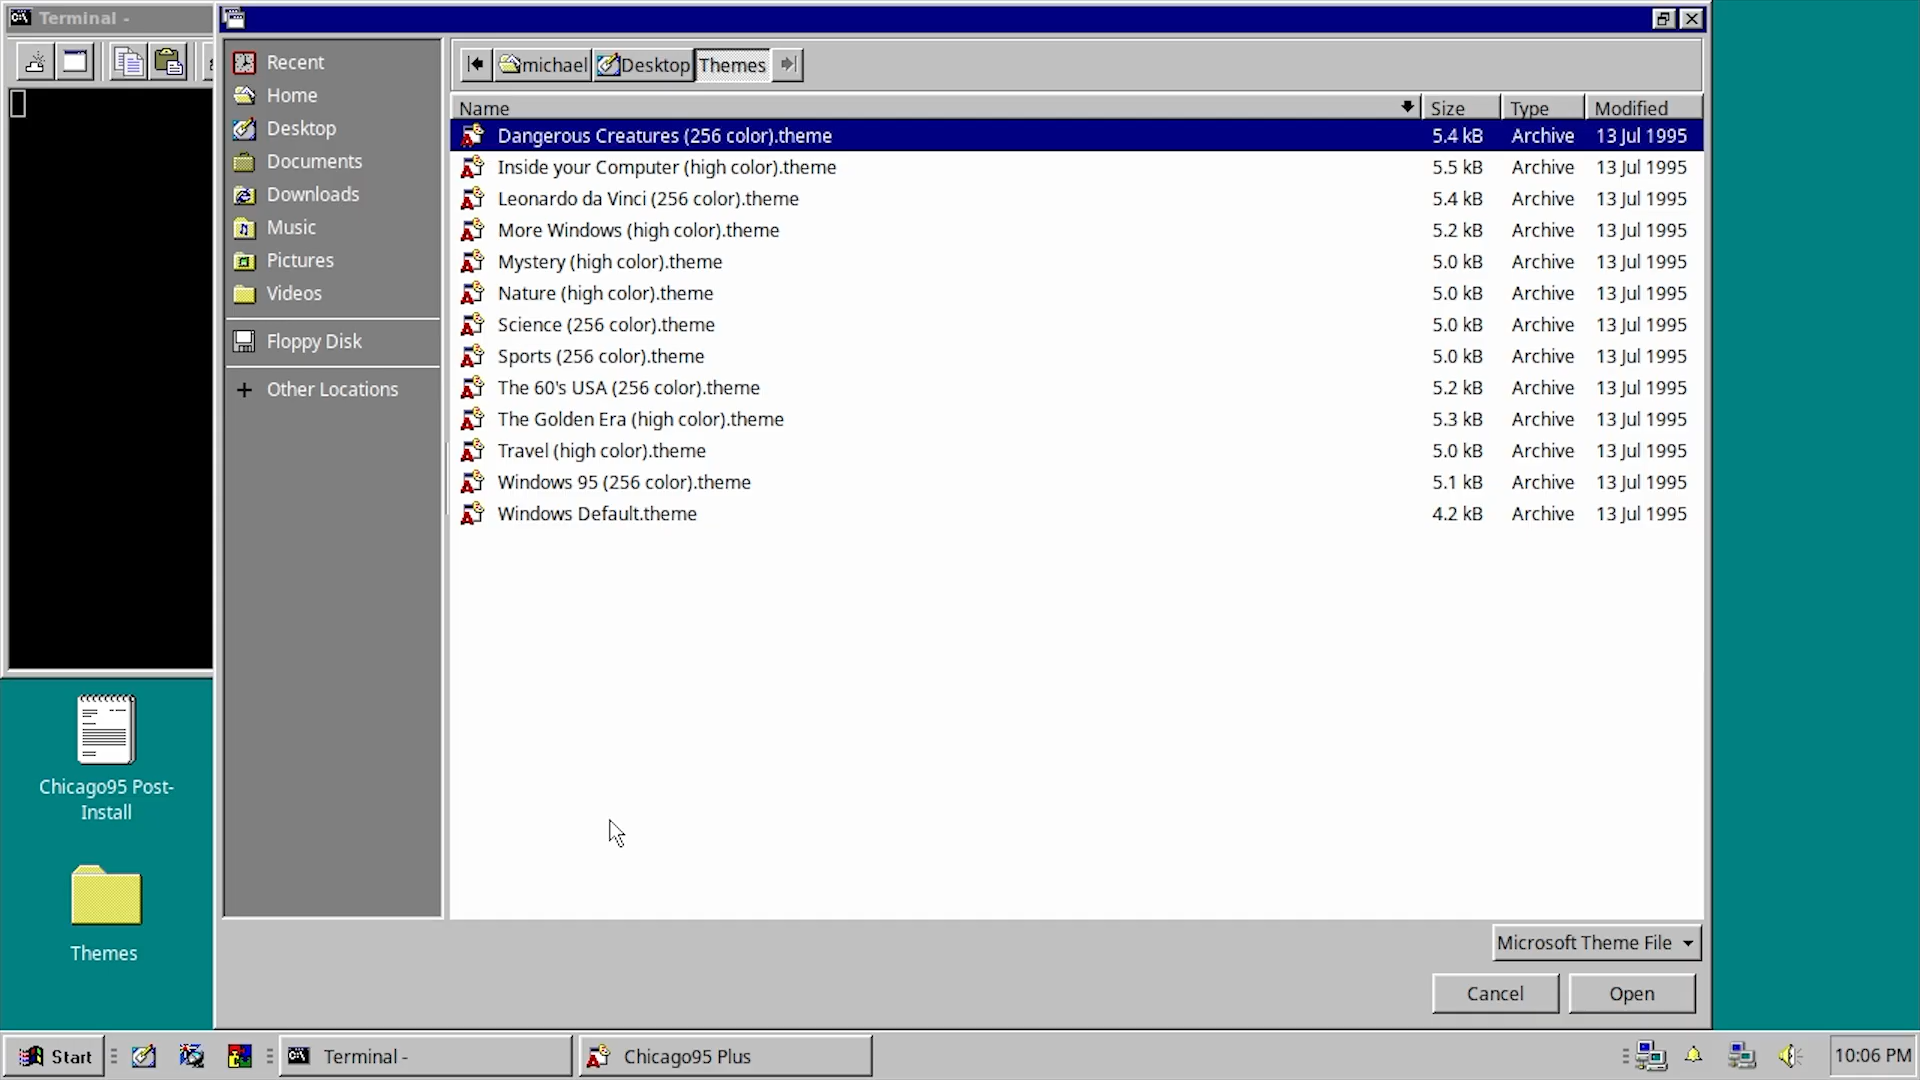 Terminal -
Recent
Home
Desktop
Documents
Downloads
Music
Pictures
Videos
Floppy Disk
+ Other Locations
michael Desktop Themes
Name Size Type Modified
Dangerous Creatures (256 color).theme 5.4 kB Archive 13 Jul 1995
Inside your Computer (high color).theme 5.5 kB Archive 13 Jul 1995
Leonardo da Vinci (256 color).theme 5.4 kB Archive 13 Jul 1995
More Windows (high color).theme 5.2 kB Archive 13 Jul 1995
Mystery (high color).theme 5.0 kB Archive 13 Jul 1995
Nature (high color).theme 5.0 kB Archive 13 Jul 1995
Science (256 color).theme 5.0 kB Archive 13 Jul 1995
Sports (256 color).theme 5.0 kB Archive 13 Jul 1995
The 60's USA (256 color).theme 5.2 kB Archive 13 Jul 1995
The Golden Era (high color).theme 5.3 kB Archive 13 Jul 1995
Travel (high color).theme 5.0 kB Archive 13 Jul 1995
Windows 95 (256 color).theme 5.1 kB Archive 13 Jul 1995
Windows Default.theme 4.2 kB Archive 13 Jul 1995
Chicago95 Post-
Install
Themes
Microsoft Theme File
Cancel Open
Start Terminal - Chicago95 Plus 10:06 PM